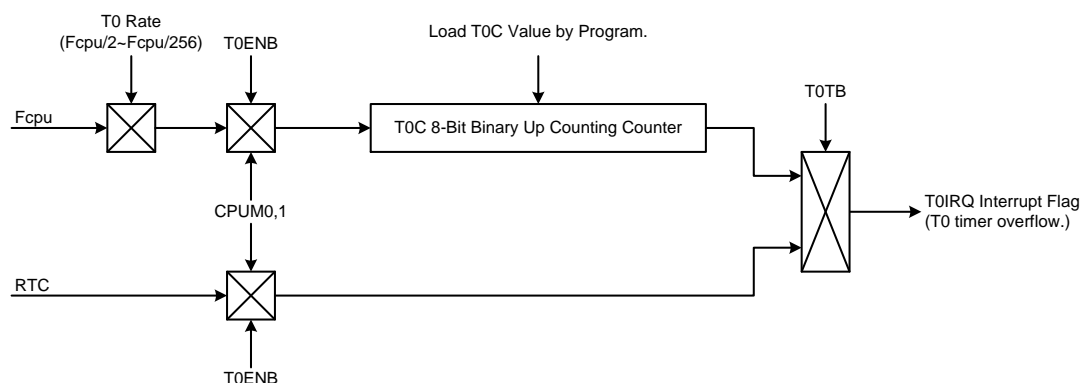 T0 Rate
(Fcpu/2~Fcpu/256)
T0ENB
Load T0C Value by Program.
T0TB
Fcpu
T0C 8-Bit Binary Up Counting Counter
CPUM0,1
T0IRQ Interrupt Flag
(T0 timer overflow.)
RTC
T0ENB